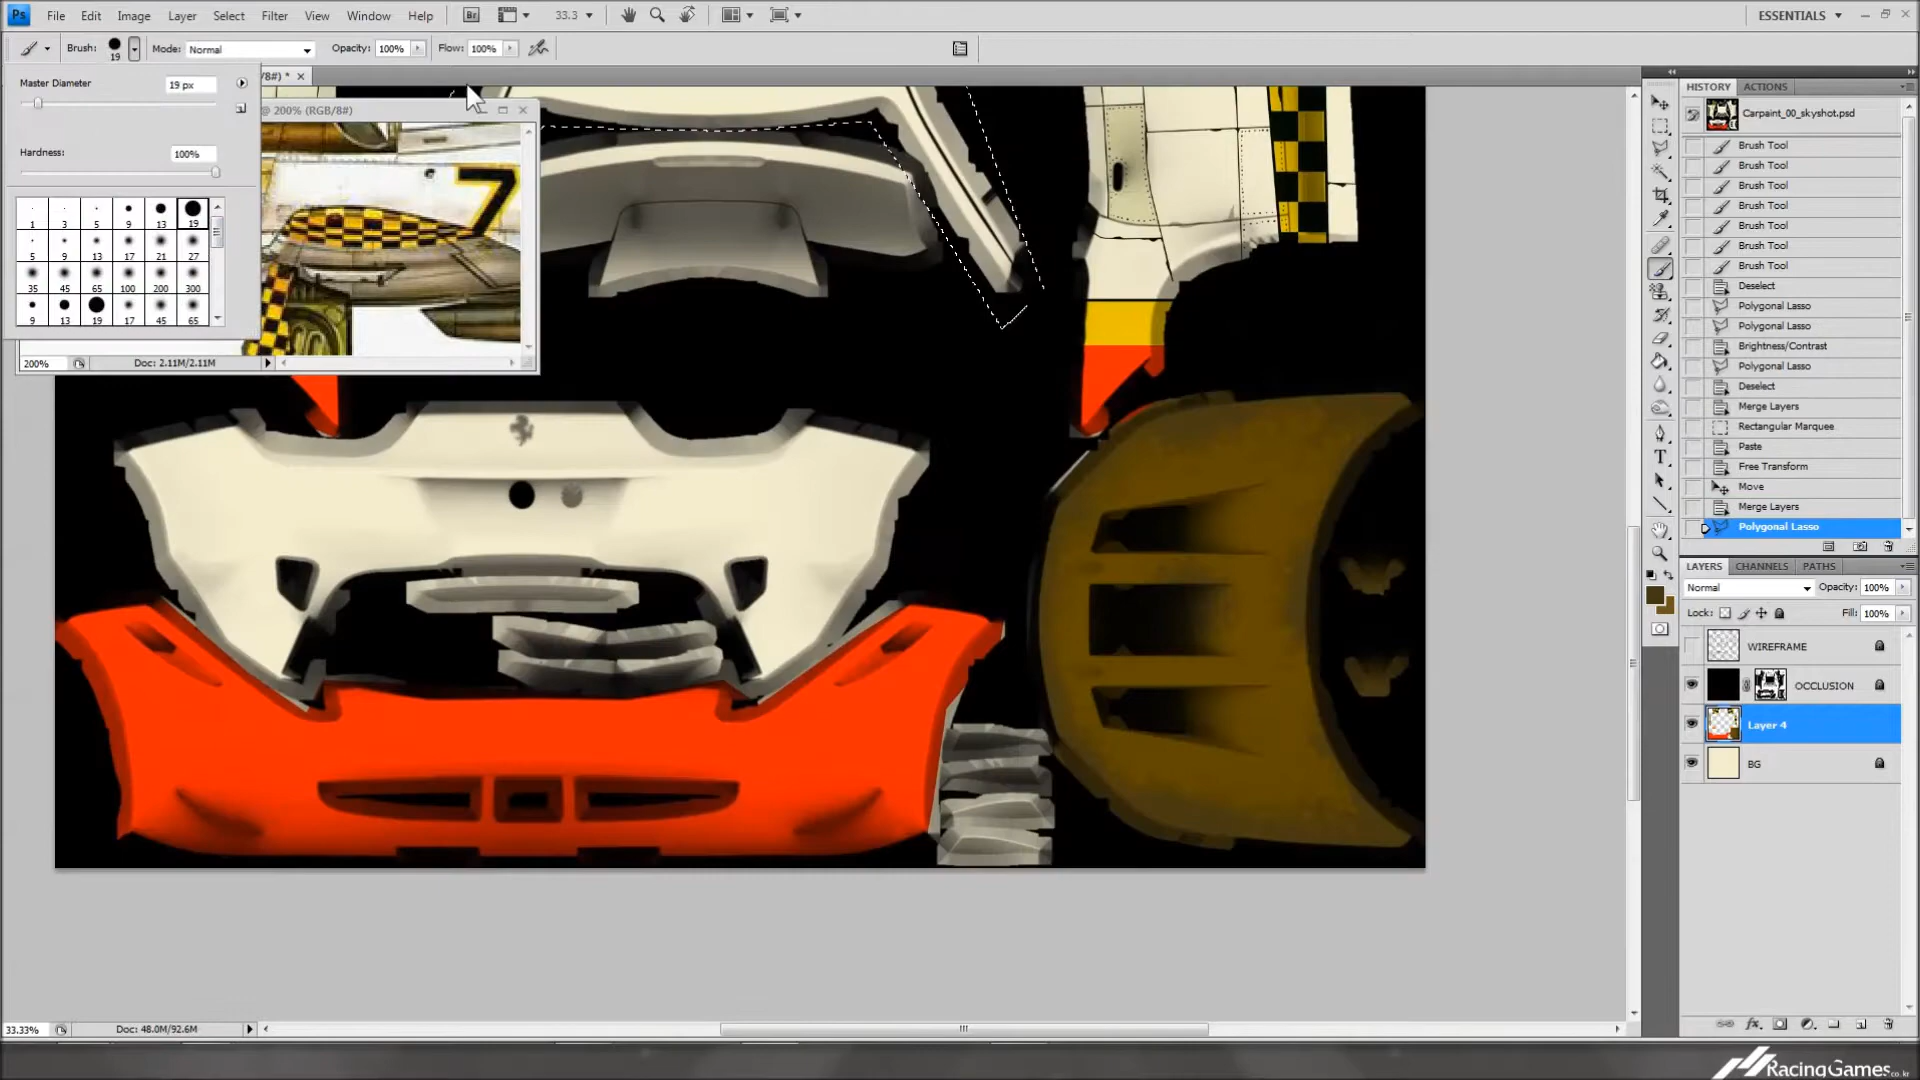 Ps File Edit Image Layer Select Filter View Window Help Br 33.3 ESSENTIALS
Brush: 19 Mode: Normal Opacity: 100% Flow: 100%
/8#) *
Master Diameter 19 px
@ 200% (RGB/8#)
Hardness: 100%
1 3 5 9 13 19
5 9 13 17 21 27
35 45 65 100 200 300
9 13 19 17 45 65
7
200% Doc: 2.11M/2.11M
HISTORY ACTIONS
Carpaint_00_skyshot.psd
Brush Tool
Brush Tool
Brush Tool
Brush Tool
Brush Tool
Brush Tool
Brush Tool
Deselect
Polygonal Lasso
Polygonal Lasso
Brightness/Contrast
Polygonal Lasso
Deselect
Merge Layers
Rectangular Marquee
Paste
Free Transform
Move
Merge Layers
Polygonal Lasso
LAYERS CHANNELS PATHS
Normal Opacity: 100%
Lock: Fill: 100%
WIREFRAME
OCCLUSION
Layer 4
BG
33.33% Doc: 48.0M/92.6M
RacingGames.co.kr